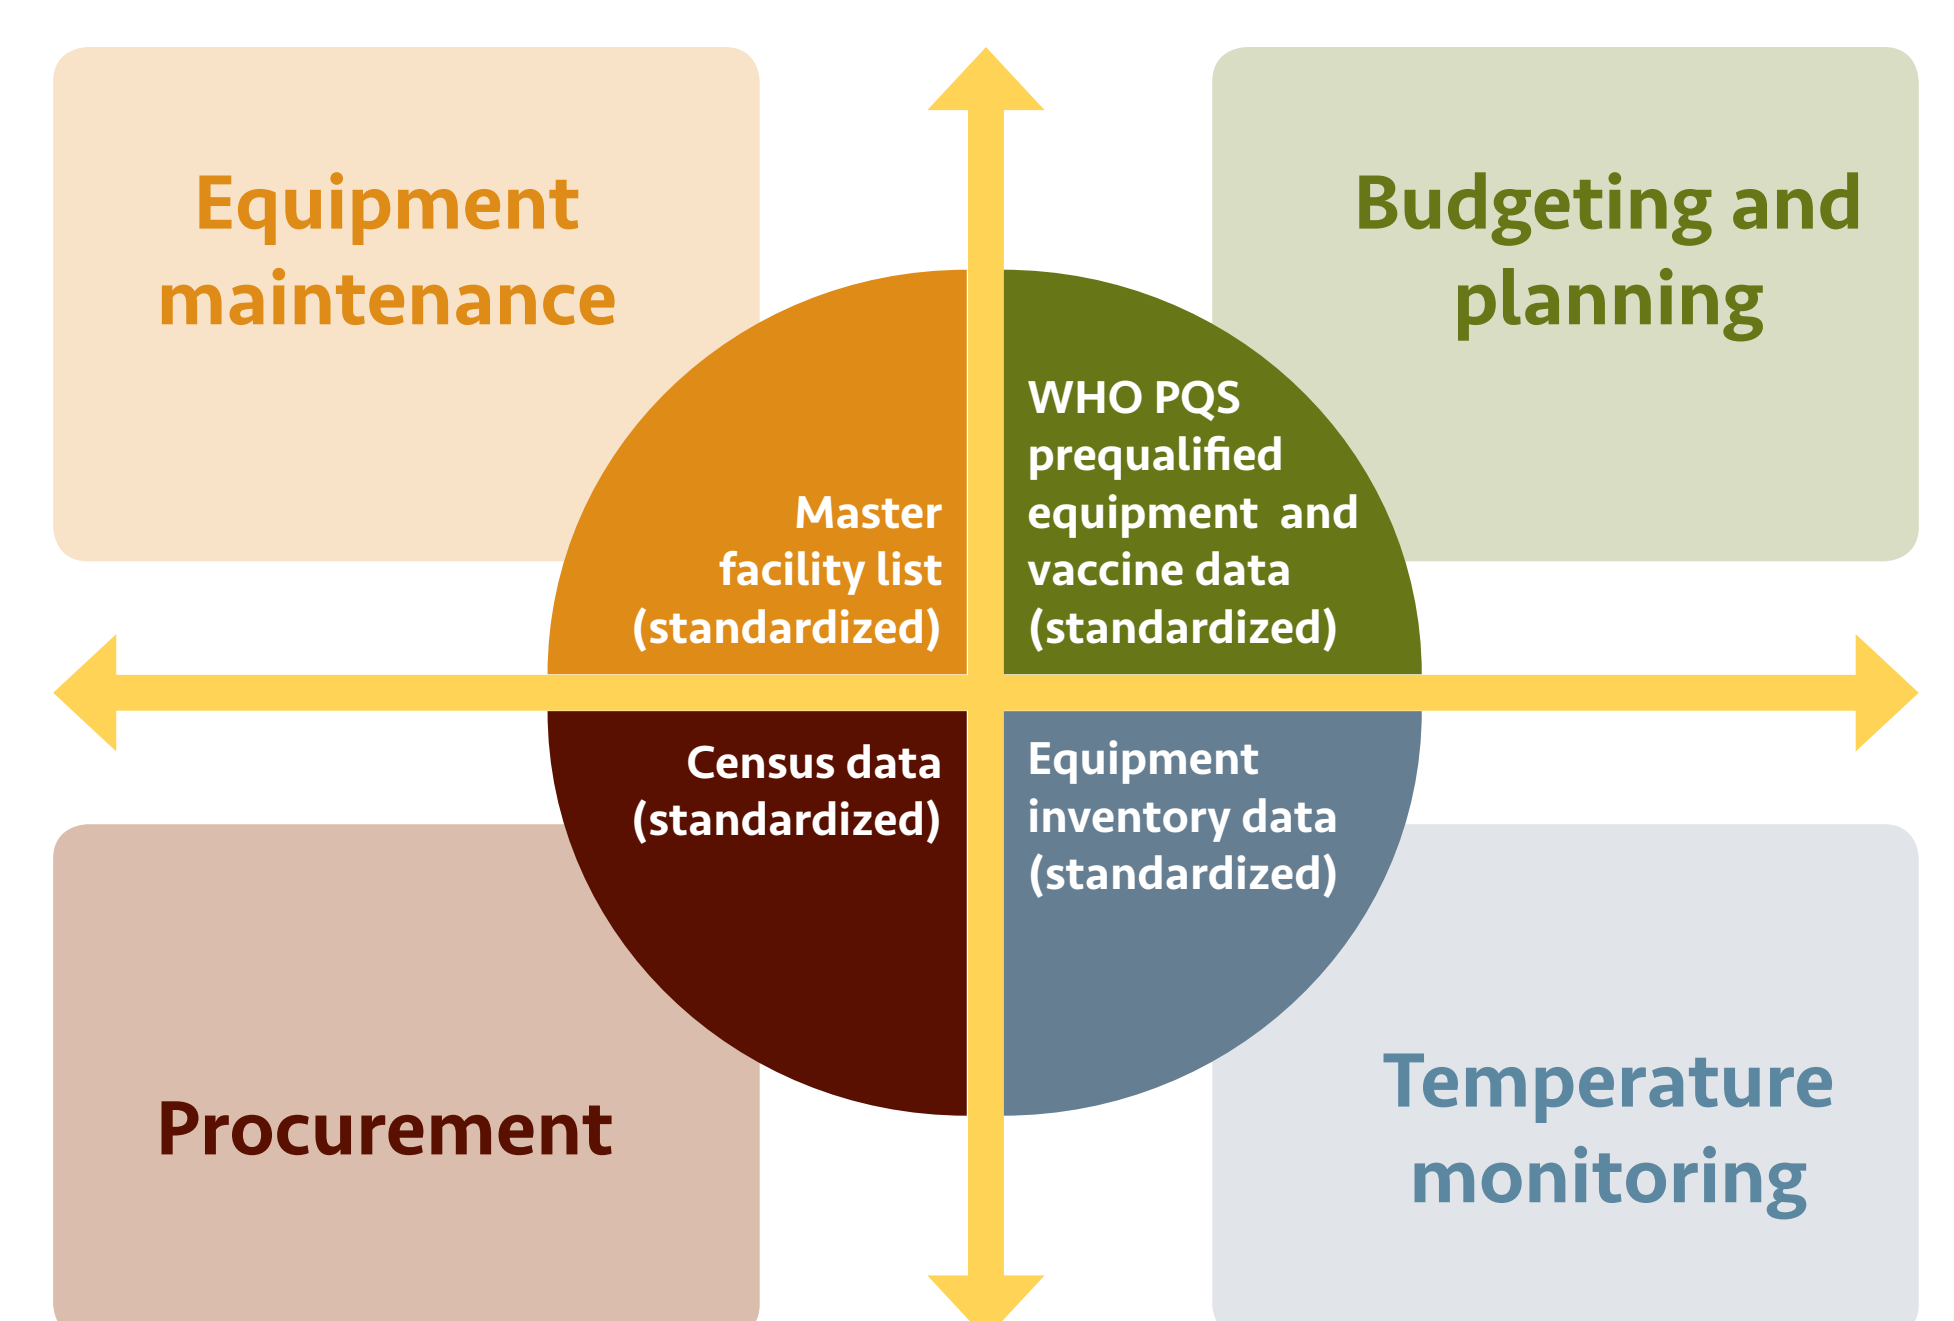 Equipment
maintenance
Budgeting and
planning
Master
facility list
(standardized)
WHO PQS
prequalified
equipment and
vaccine data
(standardized)
Census data
(standardized)
Equipment
inventory data
(standardized)
Procurement
Temperature
monitoring